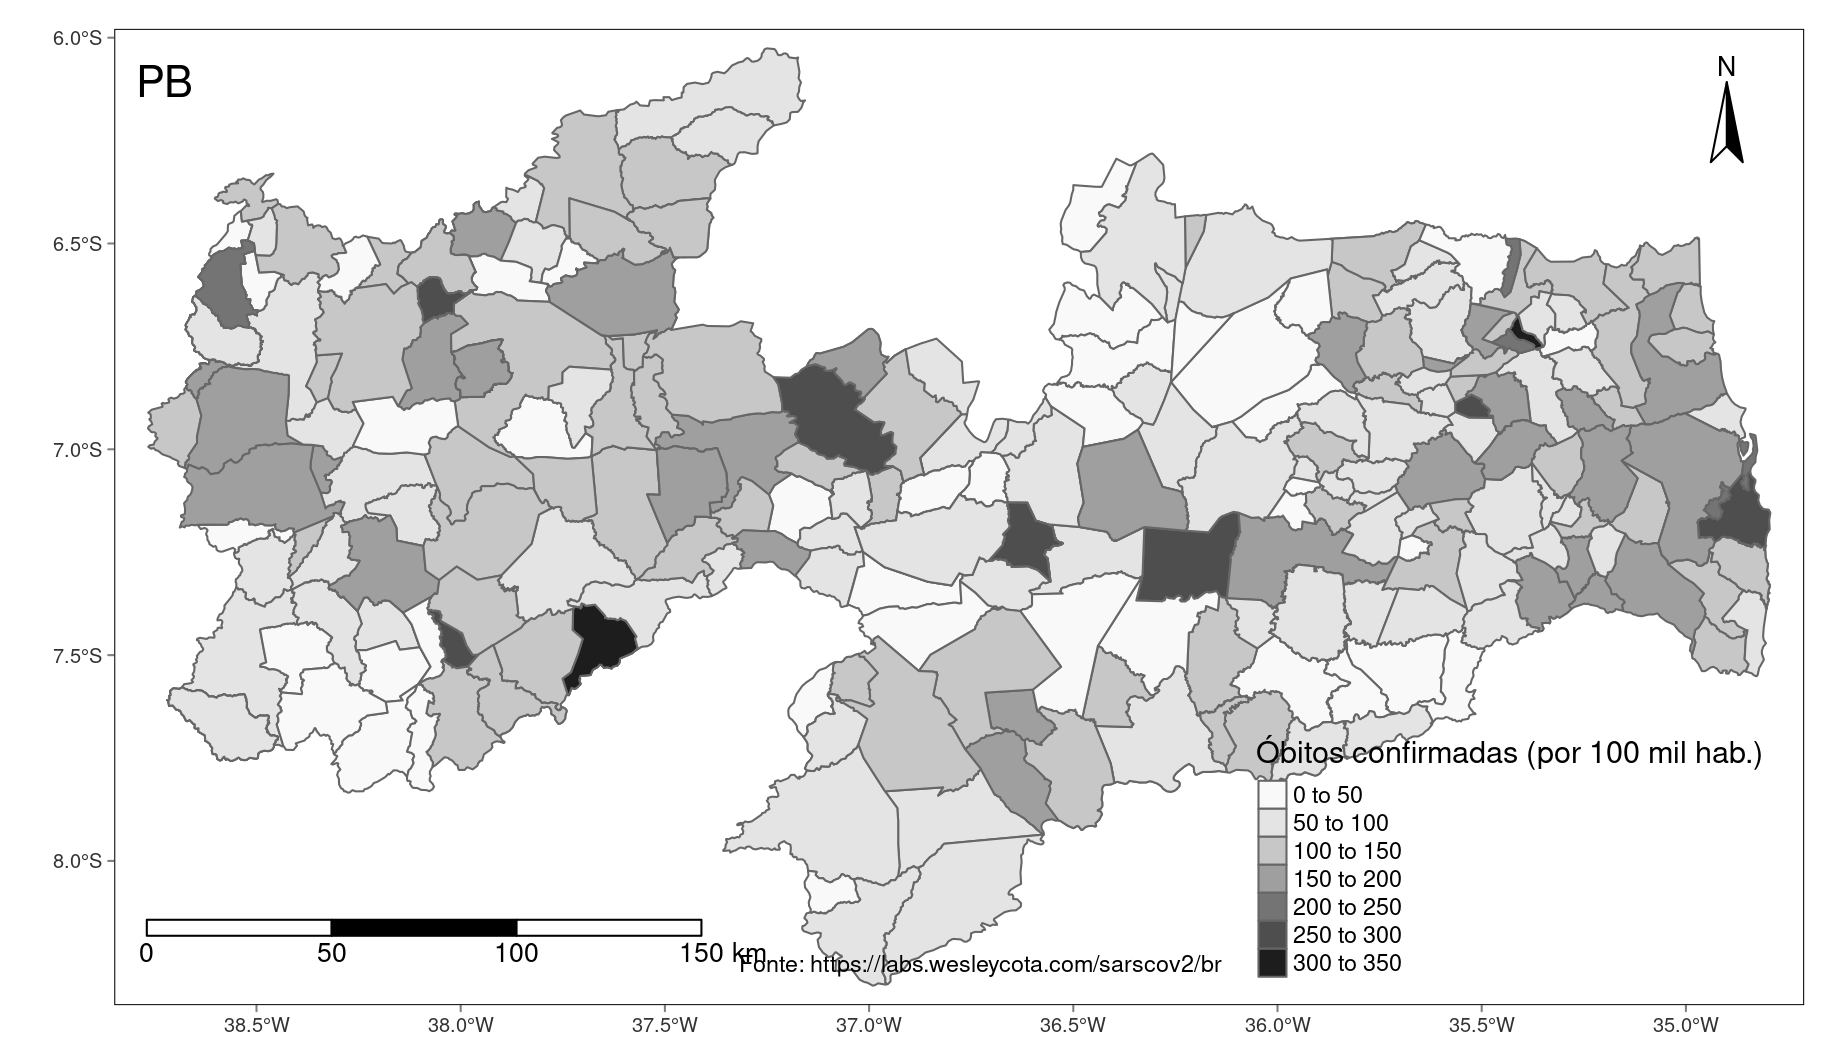 6.0°S
PB
N
6.5°S
7.0°S
7.5°S
8.0°S
Óbitos confirmadas (por 100 mil hab.)
0 to 50
50 to 100
100 to 150
150 to 200
200 to 250
250 to 300
300 to 350
0 50 100 150 km
Fonte: https://labs.wesleycota.com/sarscov2/br
38.5°W 38.0°W 37.5°W 37.0°W 36.5°W 36.0°W 35.5°W 35.0°W